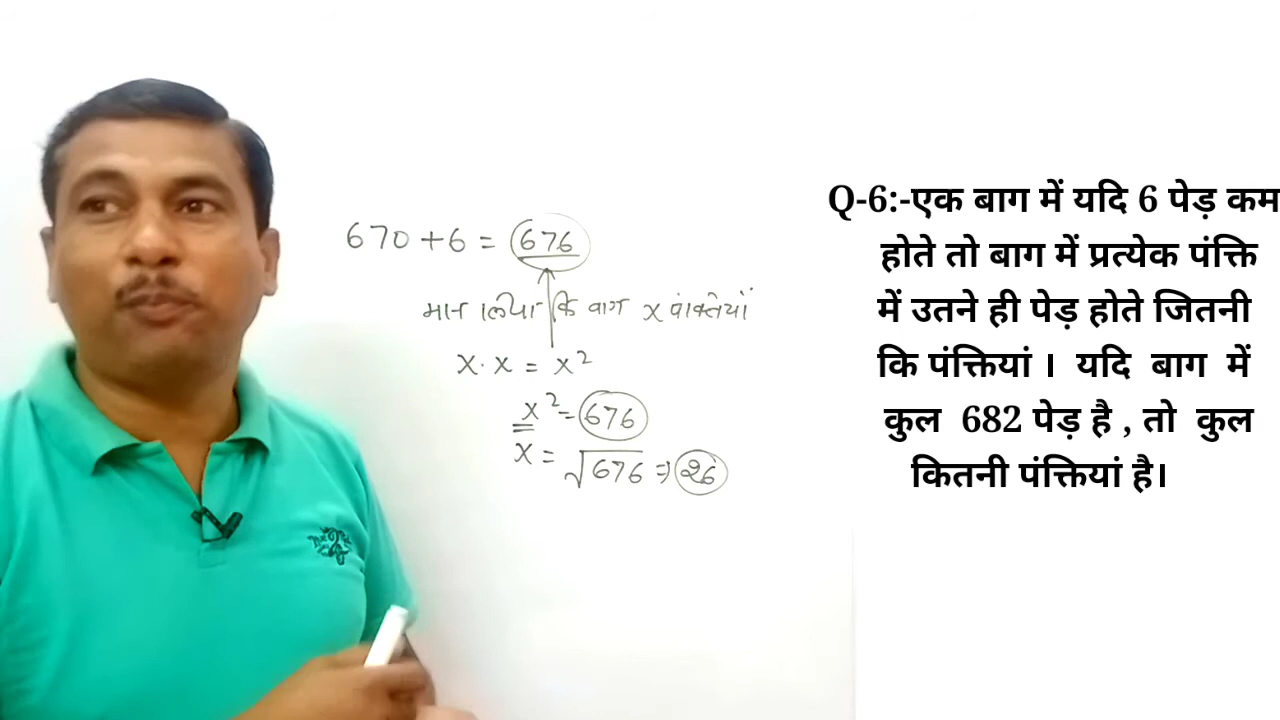 670 + 6 = 676
मान लिया कि बाग x पंक्तियाँ
x . x = x²
x² = 676
x = √676 ⇒ 26
Q-6:-एक बाग में यदि 6 पेड़ कम
होते तो बाग में प्रत्येक पंक्ति
में उतने ही पेड़ होते जितनी
कि पंक्तियां । यदि बाग में
कुल 682 पेड़ है , तो कुल
कितनी पंक्तियां है।